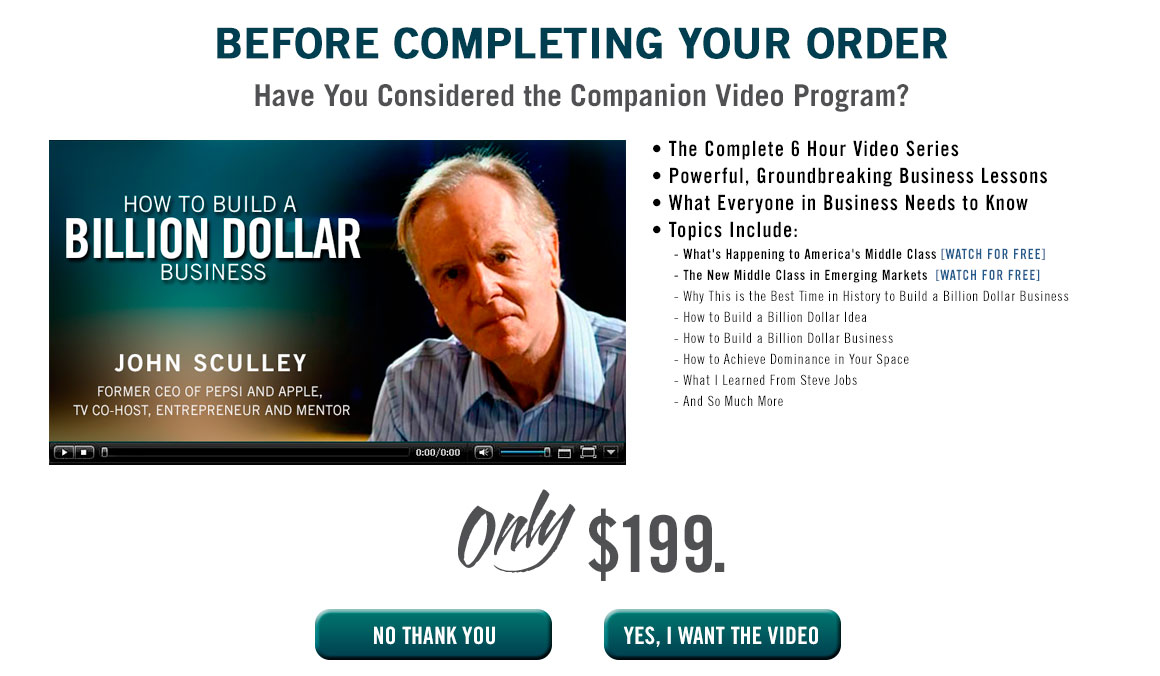 BEFORE COMPLETING YOUR ORDER
Have You Considered the Companion Video Program?
HOW TO BUILD A
BILLION DOLLAR
BUSINESS
JOHN SCULLEY
FORMER CEO OF PEPSI AND APPLE,
TV CO-HOST, ENTREPRENEUR AND MENTOR
0:00/0:00
• The Complete 6 Hour Video Series
• Powerful, Groundbreaking Business Lessons
• What Everyone in Business Needs to Know
• Topics Include:
- What's Happening to America's Middle Class [WATCH FOR FREE]
- The New Middle Class in Emerging Markets [WATCH FOR FREE]
- Why This is the Best Time in History to Build a Billion Dollar Business
- How to Build a Billion Dollar Idea
- How to Build a Billion Dollar Business
- How to Achieve Dominance in Your Space
- What I Learned From Steve Jobs
- And So Much More
Only $199.
NO THANK YOU
YES, I WANT THE VIDEO